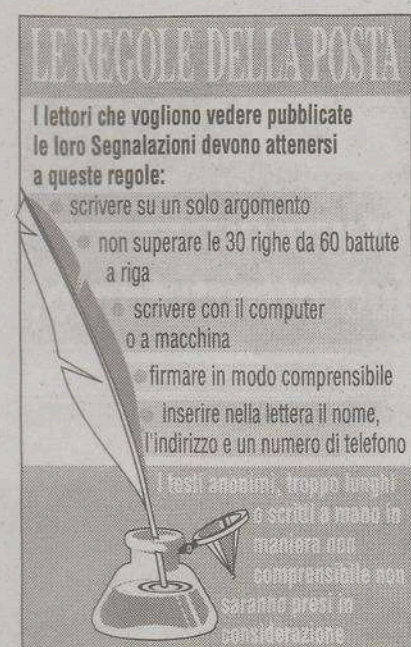 LE REGOLE DELLA POSTA
I lettori che vogliono vedere pubblicate
le loro Segnalazioni devono attenersi
a queste regole:
scrivere su un solo argomento
non superare le 30 righe da 60 battute
a riga
scrivere con il computer
o a macchina
firmare in modo comprensibile
inserire nella lettera il nome,
l'indirizzo e un numero di telefono
I testi anonimi, troppo lunghi
o scritti a mano in
maniera non
comprensibile non
saranno presi in
considerazione